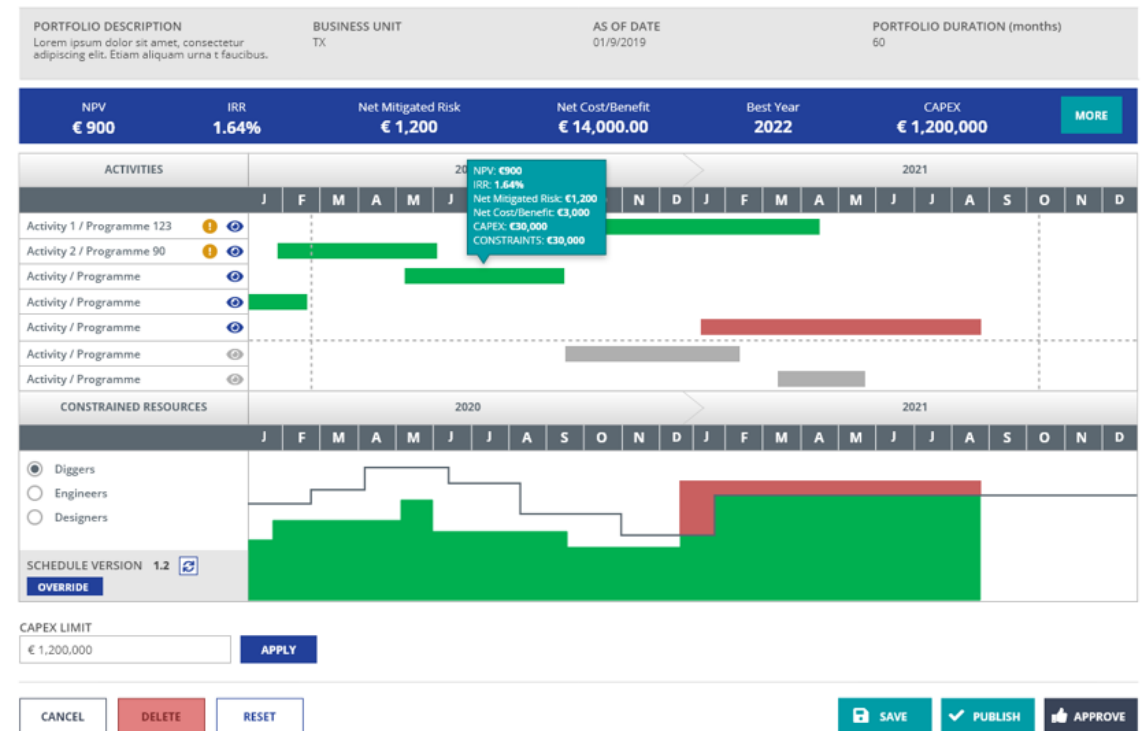 PORTFOLIO DESCRIPTION
Lorem ipsum dolor sit amet, consectetur
adipiscing elit. Etiam aliquam urna t faucibus.
BUSINESS UNIT
TX
AS OF DATE
01/9/2019
PORTFOLIO DURATION (months)
60
NPV
€ 900
IRR
1.64%
Net Mitigated Risk
€ 1,200
Net Cost/Benefit
€ 14,000.00
Best Year
2022
CAPEX
€ 1,200,000
MORE
ACTIVITIES
20
2021
J F M A M J
N D J F M A M J J A S O N D
NPV: €900
IRR: 1.64%
Net Mitigated Risk: €1,200
Net Cost/Benefit: €3,000
CAPEX: €30,000
CONSTRAINTS: €30,000
Activity 1 / Programme 123
Activity 2 / Programme 90
Activity / Programme
Activity / Programme
Activity / Programme
Activity / Programme
Activity / Programme
CONSTRAINED RESOURCES
2020
2021
J F M A M J J A S O N D J F M A M J J A S O N D
Diggers
Engineers
Designers
SCHEDULE VERSION 1.2
OVERRIDE
CAPEX LIMIT
€ 1,200,000
APPLY
CANCEL
DELETE
RESET
SAVE
PUBLISH
APPROVE